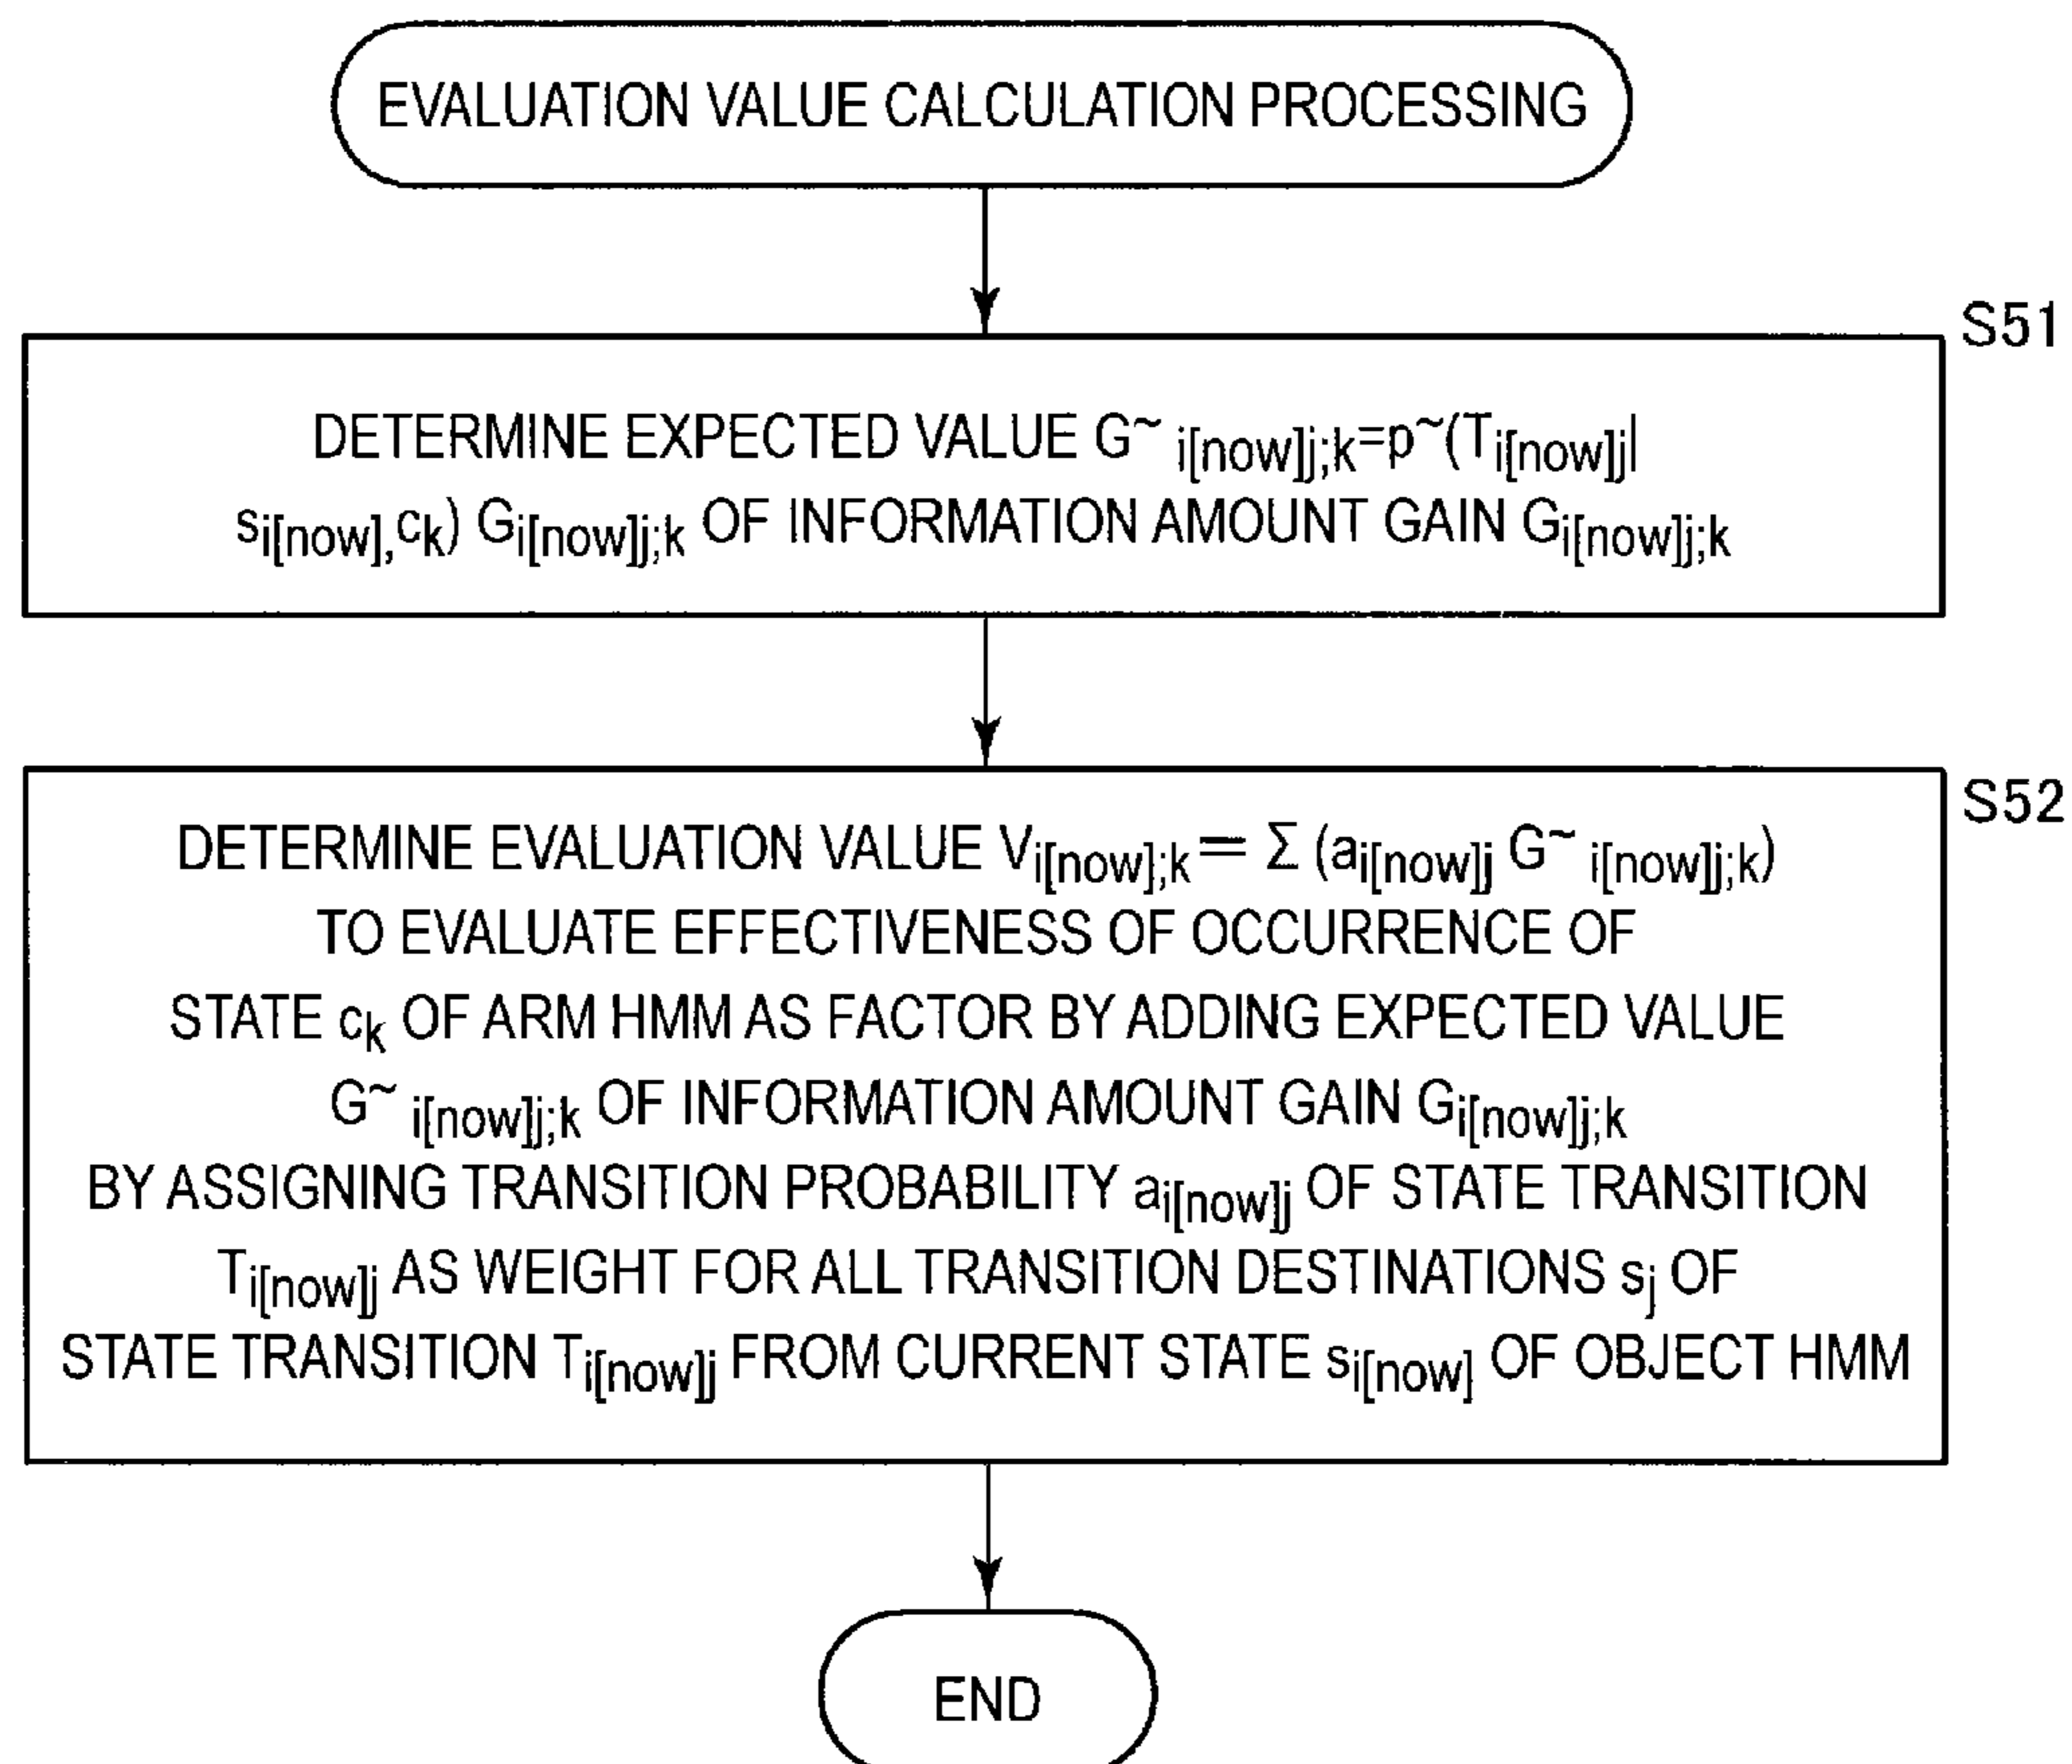 EVALUATION VALUE CALCULATION PROCESSING
S51
DETERMINE EXPECTED VALUE G~ i[now]j;k=p~(Ti[now]j|
si[now],ck) Gi[now]j;k OF INFORMATION AMOUNT GAIN Gi[now]j;k
S52
DETERMINE EVALUATION VALUE Vi[now];k = Σ (ai[now]j G~ i[now]j;k)
TO EVALUATE EFFECTIVENESS OF OCCURRENCE OF
STATE ck OF ARM HMM AS FACTOR BY ADDING EXPECTED VALUE
G~ i[now]j;k OF INFORMATION AMOUNT GAIN Gi[now]j;k
BY ASSIGNING TRANSITION PROBABILITY ai[now]j OF STATE TRANSITION
Ti[now]j AS WEIGHT FOR ALL TRANSITION DESTINATIONS sj OF
STATE TRANSITION Ti[now]j FROM CURRENT STATE si[now] OF OBJECT HMM
END